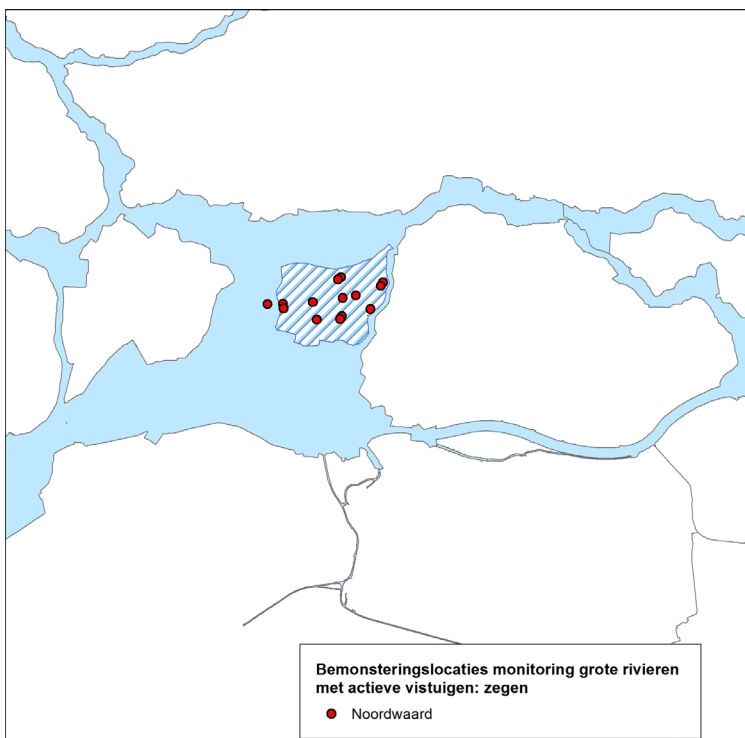 Bemonsteringslocaties monitoring grote rivieren
met actieve vistuigen: zegen
Noordwaard